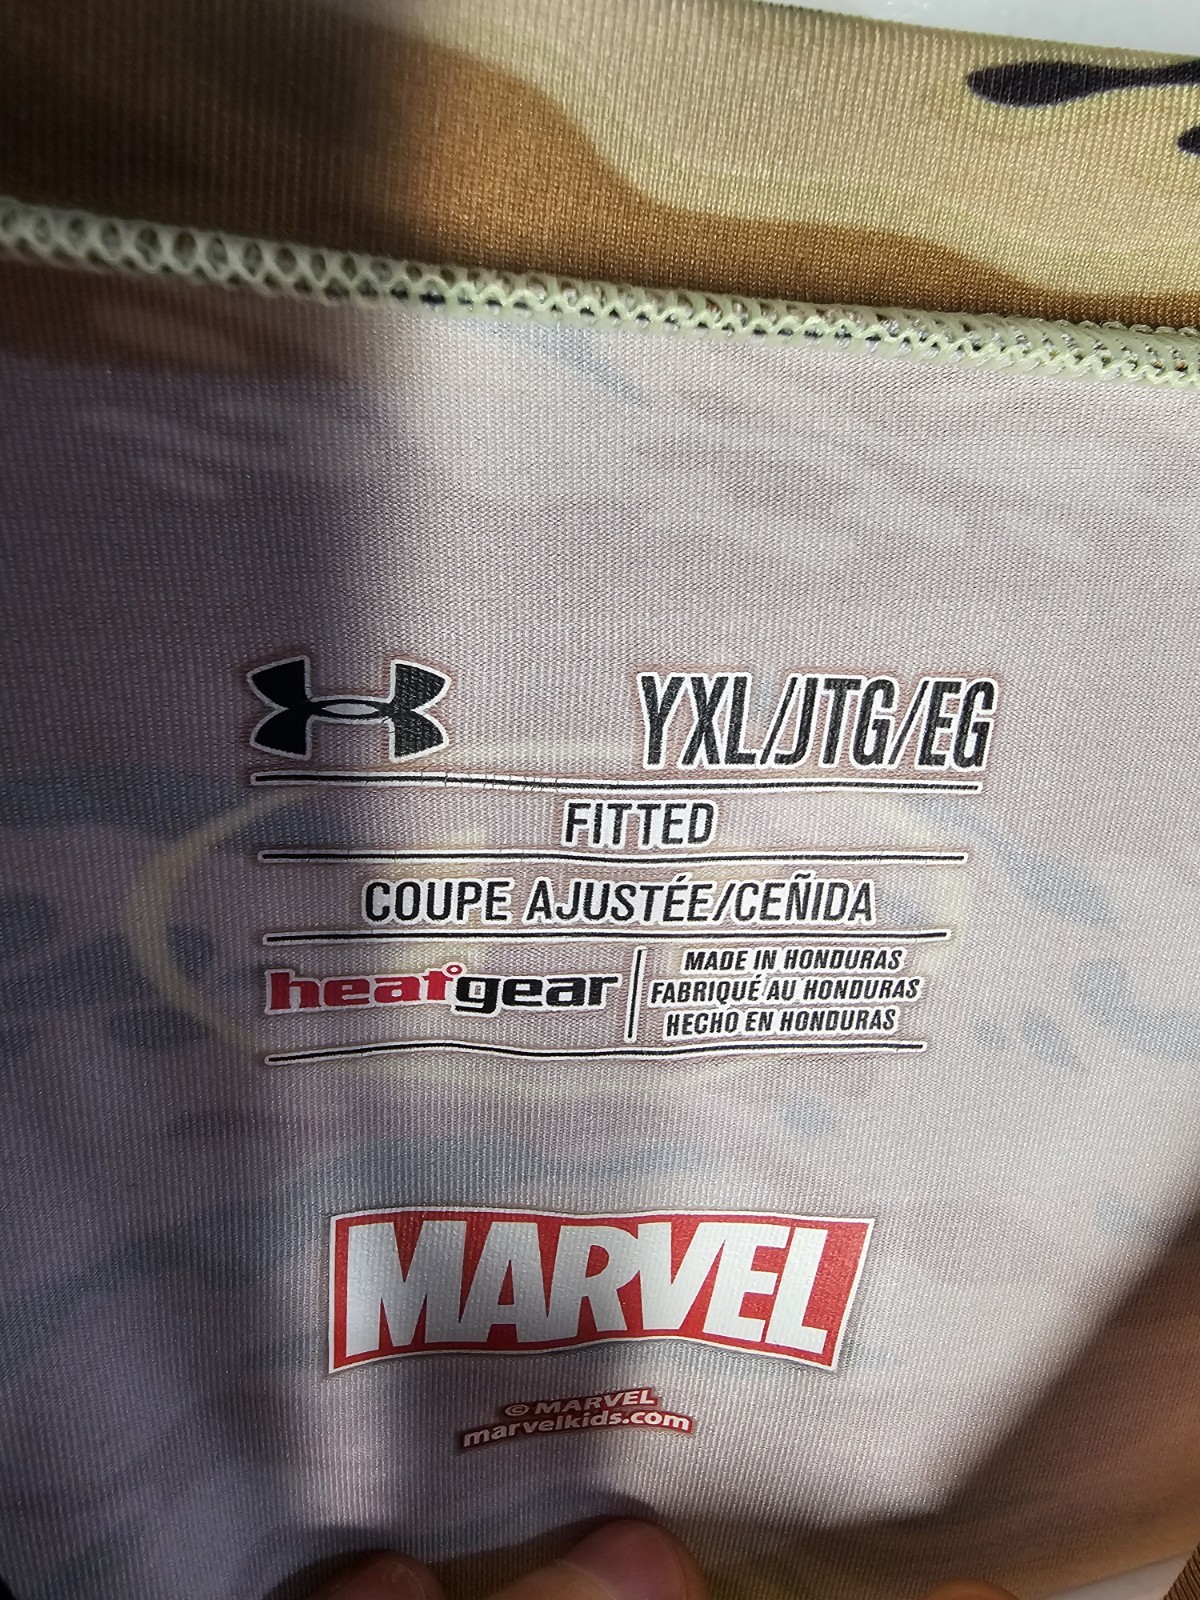 YXL/JTG/EG
FITTED
COUPE AJUSTÉE/CEÑIDA
heatgear
MADE IN HONDURAS
FABRIQUÉ AU HONDURAS
HECHO EN HONDURAS
MARVEL
© MARVEL
marvelkids.com